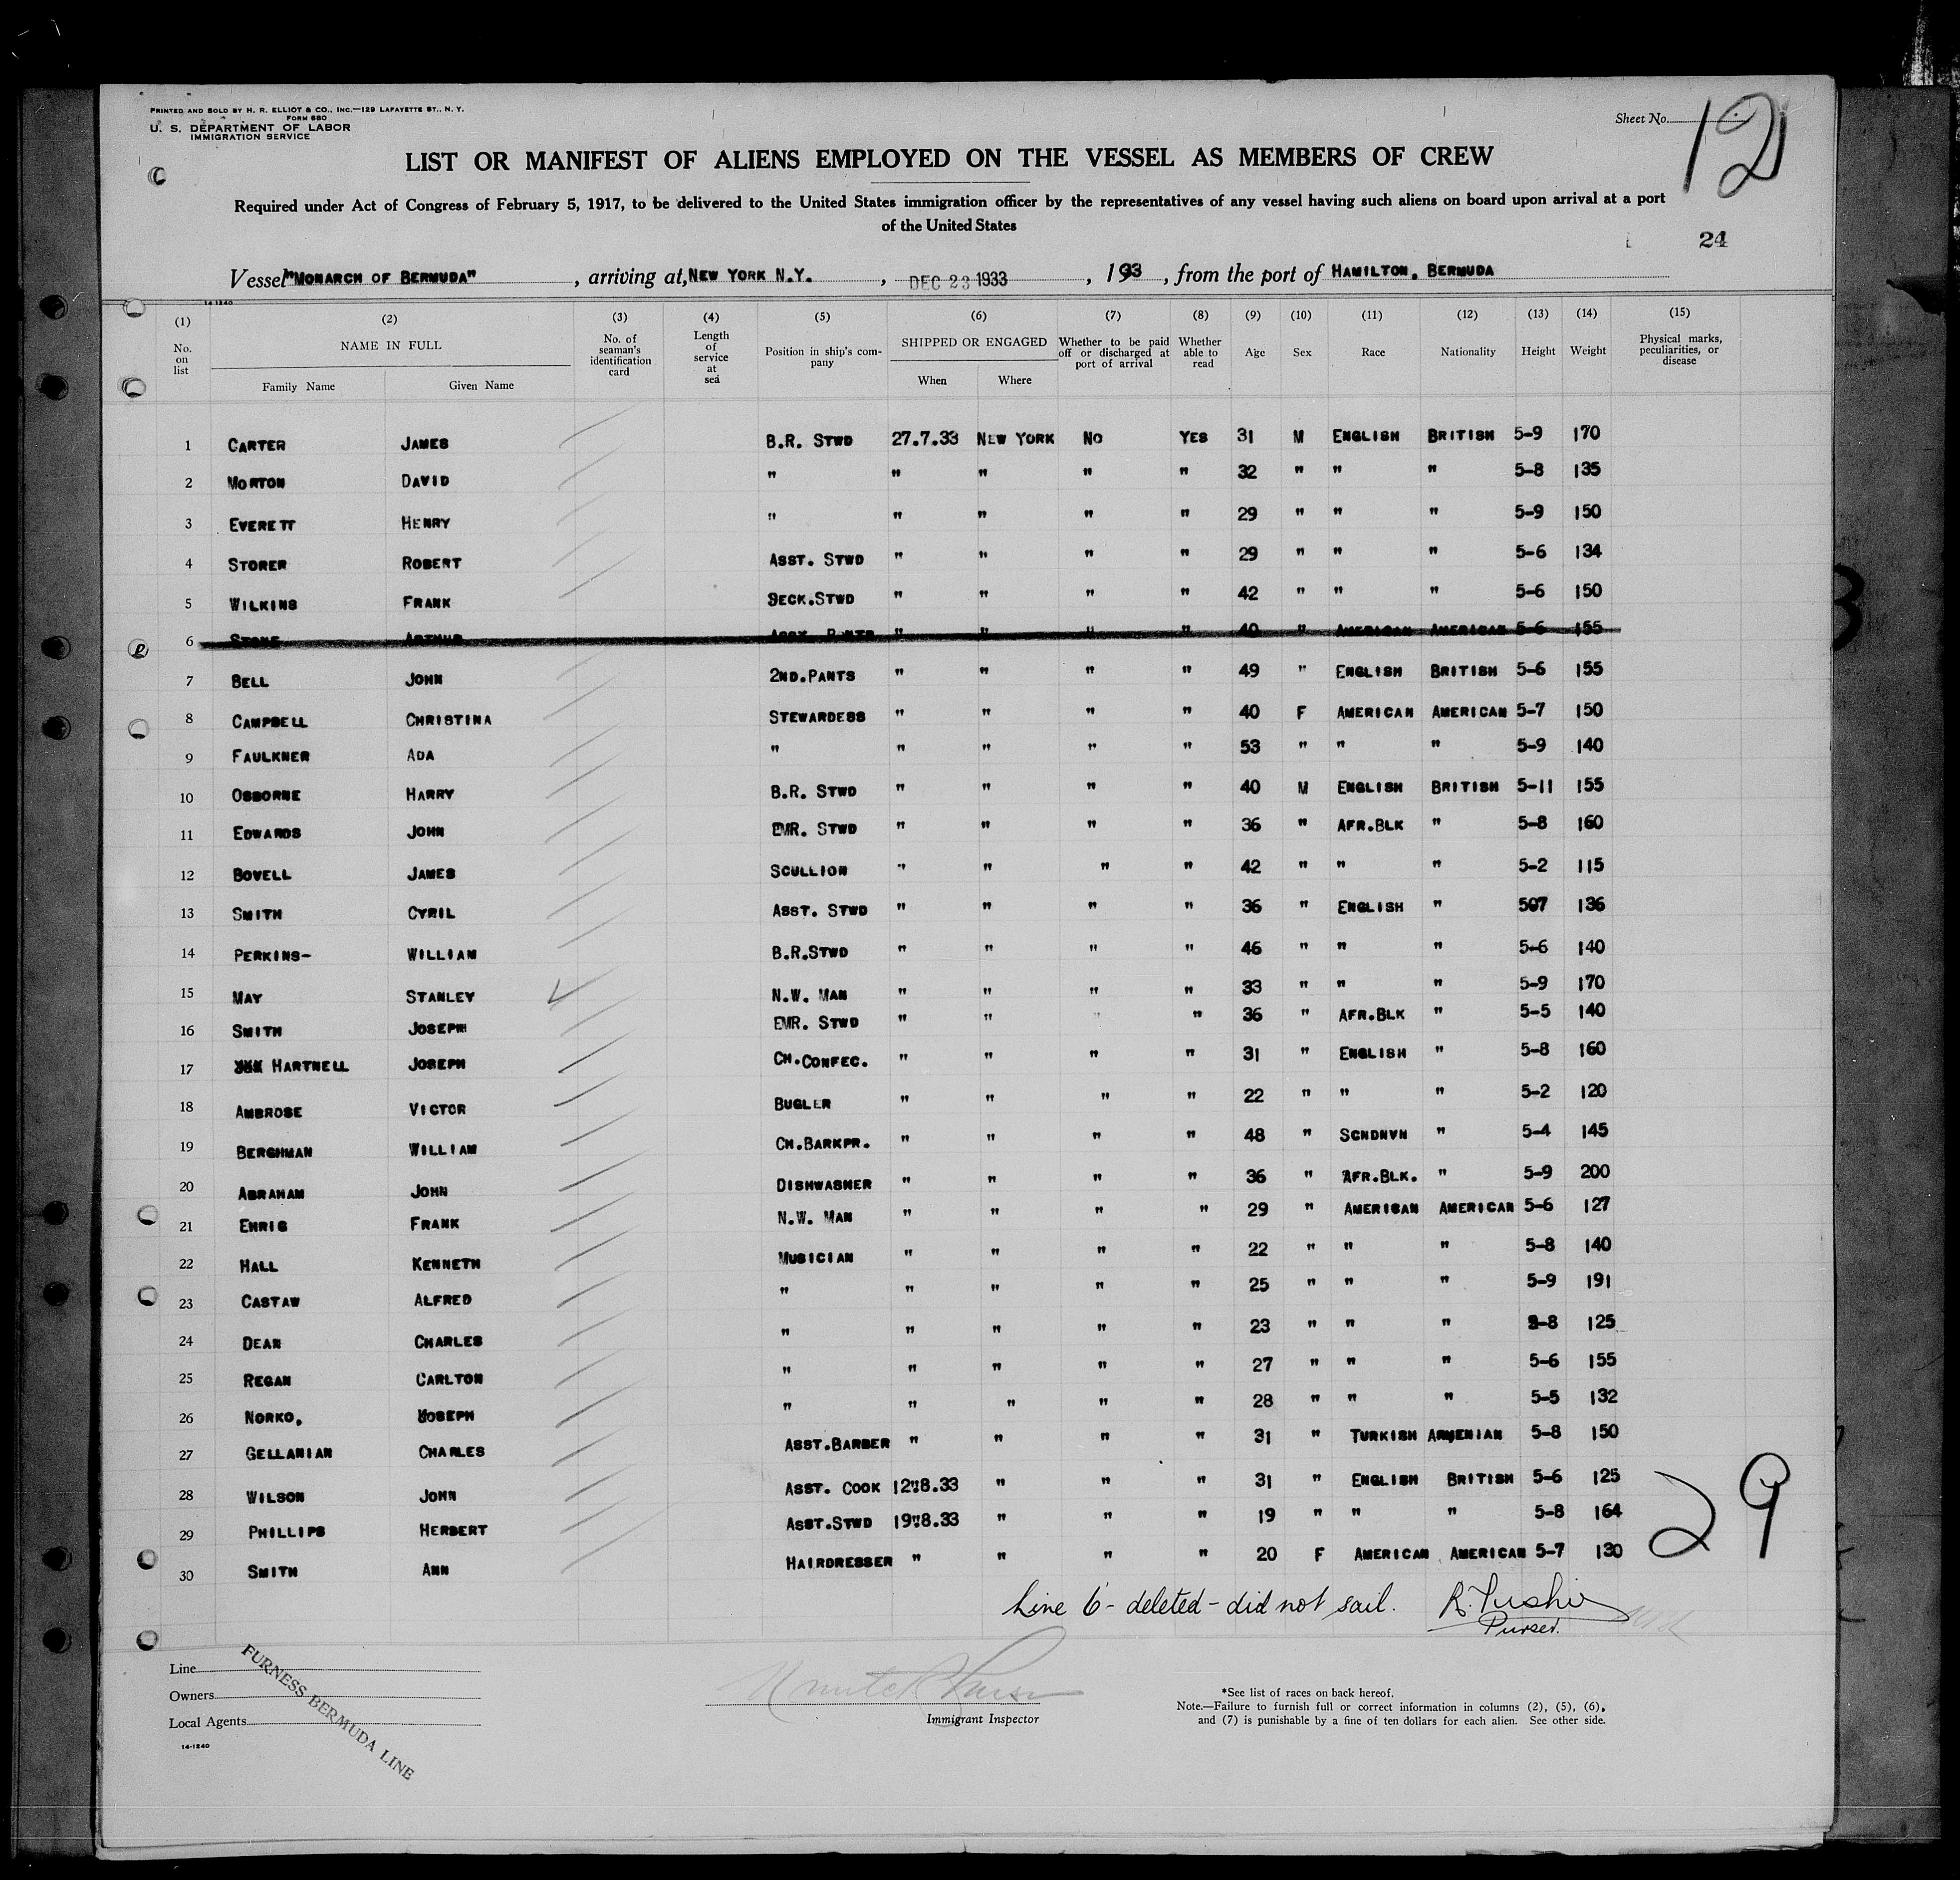 PRINTED AND SOLD BY H. R. ELLIOT & CO., INC.—129 LAFAYETTE ST., N. Y.
FORM 680
U. S. DEPARTMENT OF LABOR
IMMIGRATION SERVICE
Sheet No. 12
LIST OR MANIFEST OF ALIENS EMPLOYED ON THE VESSEL AS MEMBERS OF CREW
Required under Act of Congress of February 5, 1917, to be delivered to the United States immigration officer by the representatives of any vessel having such aliens on board upon arrival at a port
of the United States
24
Vessel "MONARCH OF BERMUDA", arriving at, NEW YORK N.Y., DEC 23 1933, 193, from the port of HAMILTON, BERMUDA
14-1240
(1) (2) (3) (4) (5) (6) (7) (8) (9) (10) (11) (12) (13) (14) (15)
No. on list NAME IN FULL Family Name Given Name No. of seaman's identification card Length of service at sea Position in ship's company SHIPPED OR ENGAGED When Where Whether to be paid off or discharged at port of arrival Whether able to read Age Sex Race Nationality Height Weight Physical marks, peculiarities, or disease
1 CARTER JAMES B.R. STWD 27.7.33 NEW YORK NO YES 31 M ENGLISH BRITISH 5-9 170
2 MORTON DAVID " " " " " 32 " " " 5-8 135
3 EVERETT HENRY " " " " " 29 " " " 5-9 150
4 STORER ROBERT ASST. STWD " " " " 29 " " " 5-6 134
5 WILKINS FRANK DECK.STWD " " " " 42 " " " 5-6 150
6 STONE ARTHUR " " " " 40 " AMERICAN AMERICAN 5-6 155
7 BELL JOHN 2ND.PANTS " " " " 49 " ENGLISH BRITISH 5-6 155
8 CAMPBELL CHRISTINA STEWARDESS " " " " 40 F AMERICAN AMERICAN 5-7 150
9 FAULKNER ADA " " " " " 53 " " " 5-9 140
10 OSBORNE HARRY B.R. STWD " " " " 40 M ENGLISH BRITISH 5-11 155
11 EDWARDS JOHN EMR. STWD " " " " 36 " AFR.BLK " 5-8 160
12 BOVELL JAMES SCULLION " " " " 42 " " " 5-2 115
13 SMITH CYRIL ASST. STWD " " " " 36 " ENGLISH " 507 136
14 PERKINS- WILLIAM B.R.STWD " " " " 46 " " " 5-6 140
15 MAY STANLEY N.W. MAN " " " " 33 " " " 5-9 170
16 SMITH JOSEPH EMR. STWD " " " " 36 " AFR.BLK " 5-5 140
17 HARTNELL JOSEPH CH.CONFEC. " " " " 31 " ENGLISH " 5-8 160
18 AMBROSE VICTOR BUGLER " " " " 22 " " " 5-2 120
19 BERGHMAN WILLIAM CH.BARKPR. " " " " 48 " SCNDNVN " 5-4 145
20 ABRAHAM JOHN DISHWASHER " " " " 36 " AFR.BLK. " 5-9 200
21 EHRIG FRANK N.W. MAN " " " " 29 " AMERICAN AMERICAN 5-6 127
22 HALL KENNETH MUSICIAN " " " " 22 " " " 5-8 140
23 CASTAW ALFRED " " " " " 25 " " " 5-9 191
24 DEAN CHARLES " " " " " 23 " " " 5-8 125
25 REGAN CARLTON " " " " " 27 " " " 5-6 155
26 NORKO, JOSEPH " " " " " 28 " " " 5-5 132
27 GELLANIAN CHARLES ASST.BARBER " " " " 31 " TURKISH ARMENIAN 5-8 150
28 WILSON JOHN ASST. COOK 12.8.33 " " " 31 " ENGLISH BRITISH 5-6 125
29 PHILLIPS HERBERT ASST.STWD 19.8.33 " " " 19 " " " 5-8 164
30 SMITH ANN HAIRDRESSER " " " " 20 F AMERICAN AMERICAN 5-7 130
29
Line 6 - deleted - did not sail.
Purser.
Line
Owners
Local Agents
FURNESS BERMUDA LINE
14-1240
Immigrant Inspector
*See list of races on back hereof.
Note.—Failure to furnish full or correct information in columns (2), (5), (6),
and (7) is punishable by a fine of ten dollars for each alien. See other side.